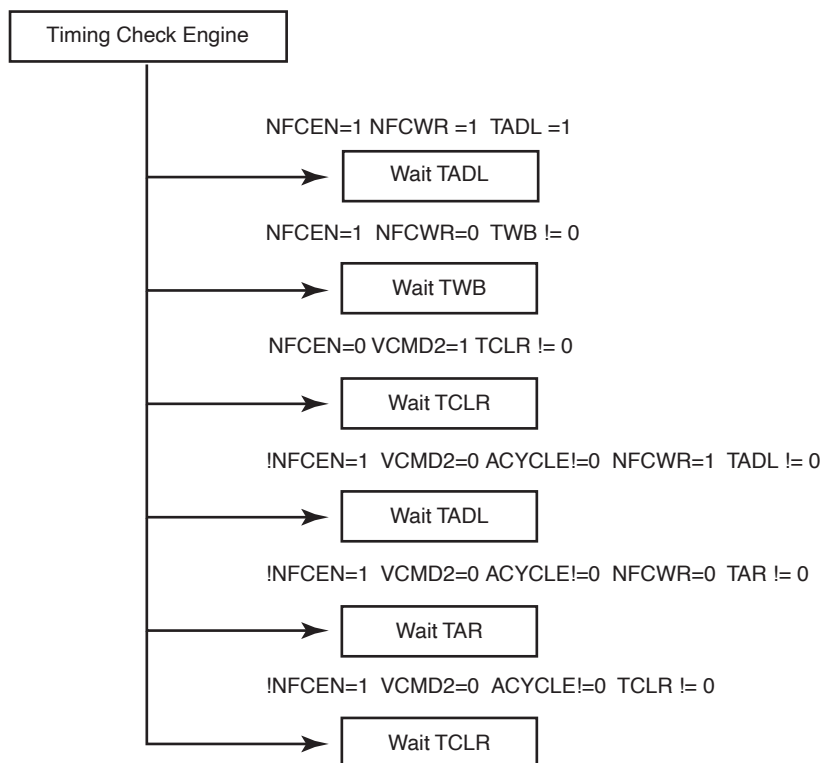 Timing Check Engine
NFCEN=1 NFCWR =1 TADL =1
Wait TADL
NFCEN=1 NFCWR=0 TWB != 0
Wait TWB
NFCEN=0 VCMD2=1 TCLR != 0
Wait TCLR
!NFCEN=1 VCMD2=0 ACYCLE!=0 NFCWR=1 TADL != 0
Wait TADL
!NFCEN=1 VCMD2=0 ACYCLE!=0 NFCWR=0 TAR != 0
Wait TAR
!NFCEN=1 VCMD2=0 ACYCLE!=0 TCLR != 0
Wait TCLR